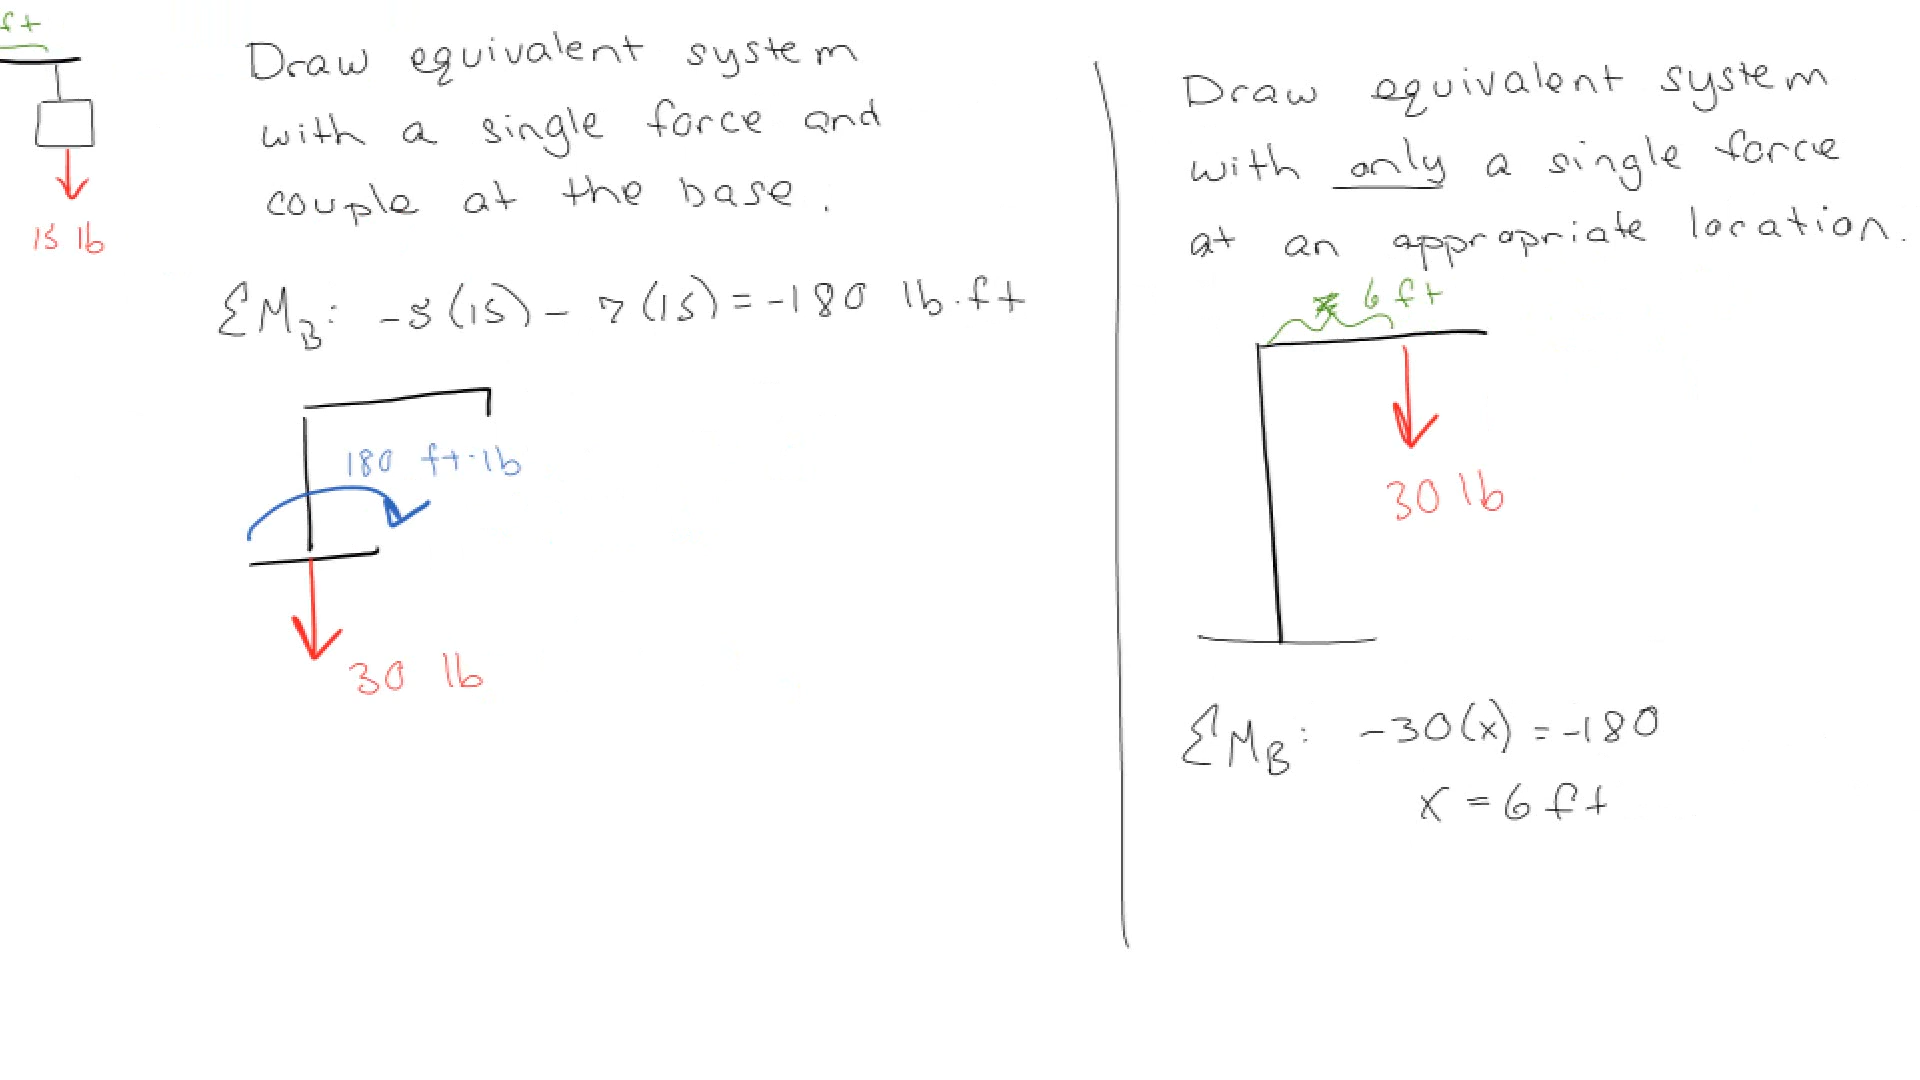 ft
15 lb
Draw equivalent system
with a single force and
couple at the base.
ΣM_B: -5(15) - 7(15) = -180 lb·ft
180 ft·lb
30 lb
Draw equivalent system
with only a single force
at an appropriate location.
6 ft
30 lb
ΣM_B: -30(x) = -180
x = 6 ft